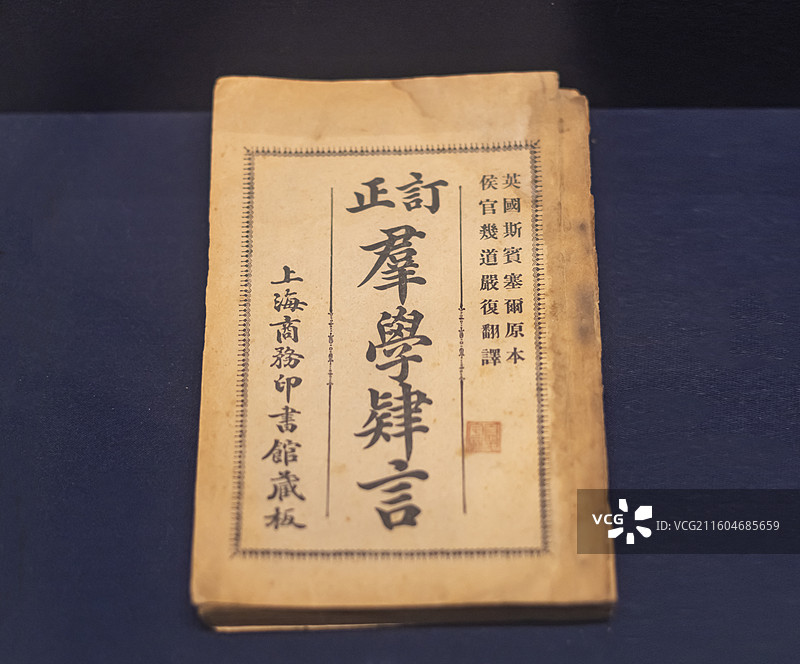 英國斯賓塞爾原本
侯官幾道嚴復翻譯
訂正
羣學肄言
上海商務印書館藏板
VCG
ID:VCG211604685659